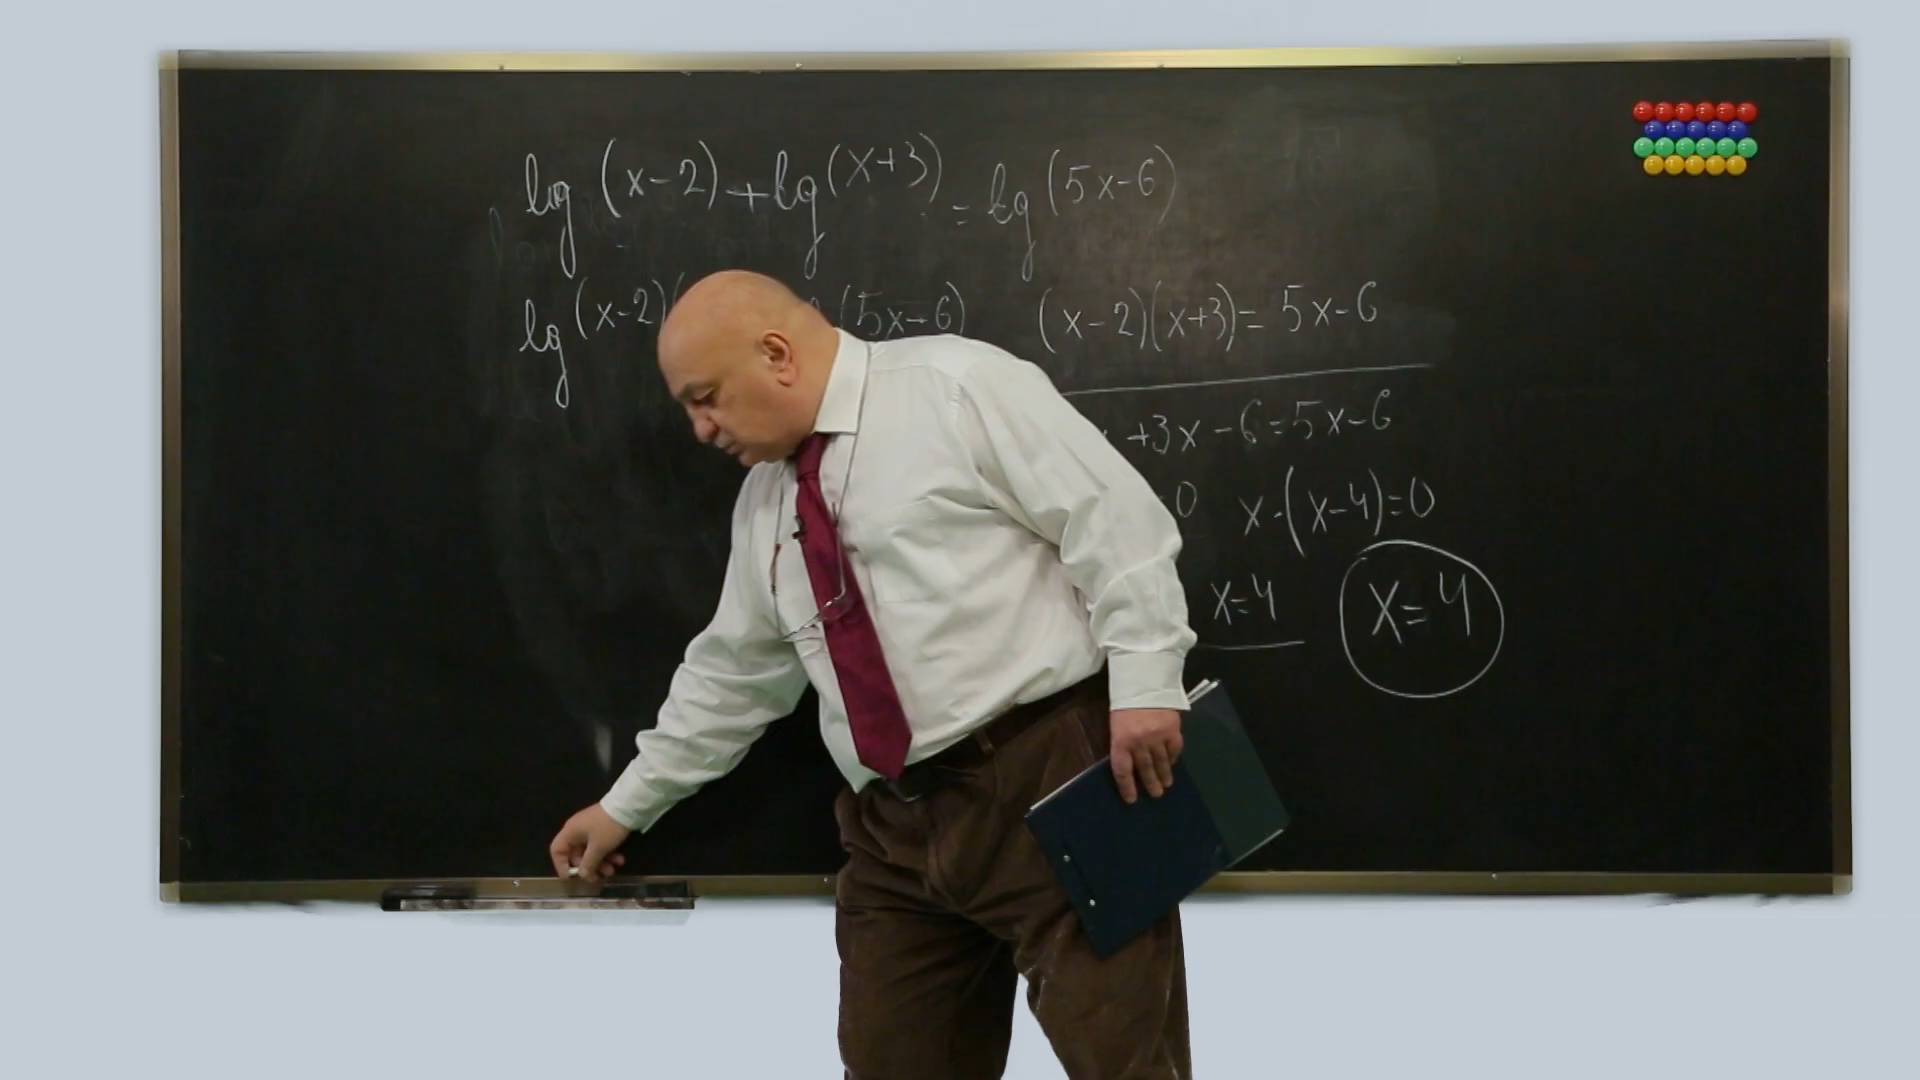 lg (x-2) + lg (x+3) = lg (5x-6)
lg (x-2)( (5x-6) (x-2)(x+3) = 5x-6
+3x-6=5x-6
=0 x·(x-4)=0
x=4 x=4